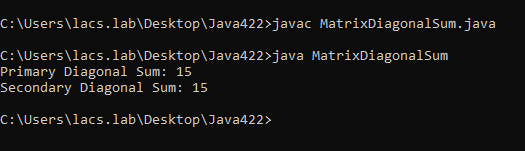 C:\Users\lacs.lab\Desktop\Java422>javac MatrixDiagonalSum.java
C:\Users\lacs.lab\Desktop\Java422>java MatrixDiagonalSum
Primary Diagonal Sum: 15
Secondary Diagonal Sum: 15
C:\Users\lacs.lab\Desktop\Java422>